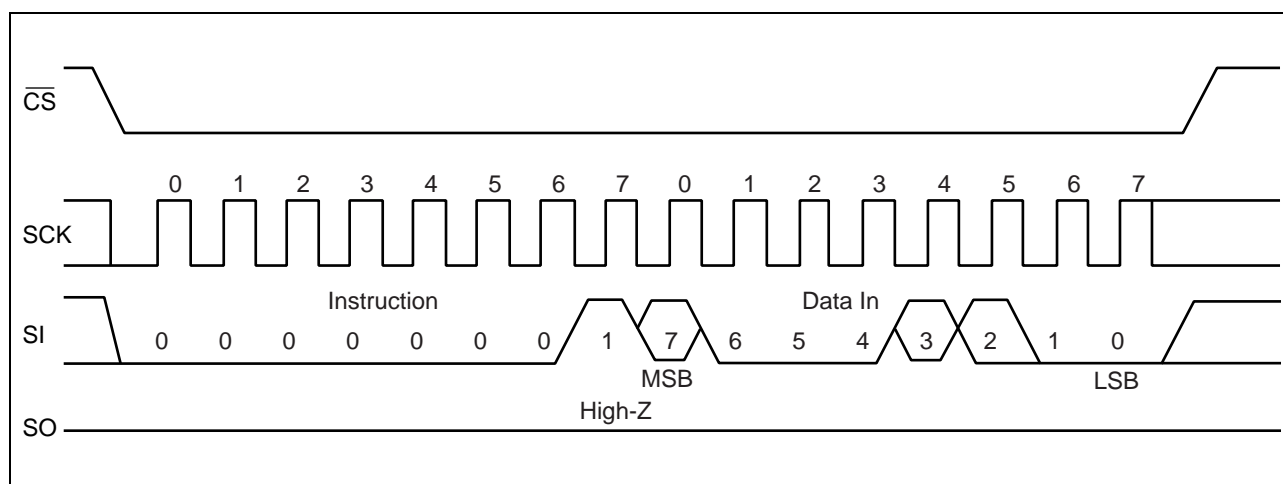 CS
0 1 2 3 4 5 6 7 0 1 2 3 4 5 6 7
SCK
Instruction Data In
SI 0 0 0 0 0 0 0 1 7 6 5 4 3 2 1 0
MSB LSB
High-Z
SO